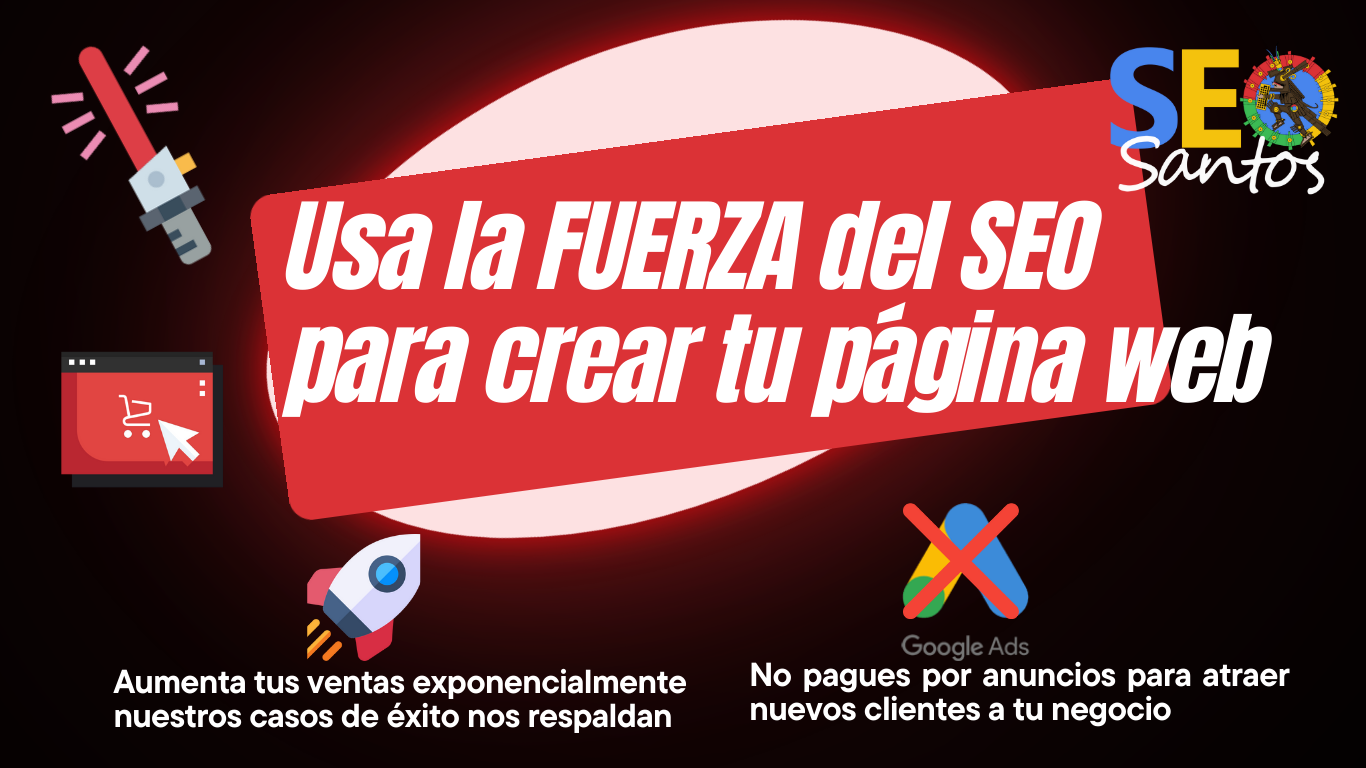 SEO
Santos
Usa la FUERZA del SEO
para crear tu página web
Google Ads
Aumenta tus ventas exponencialmente
nuestros casos de éxito nos respaldan
No pagues por anuncios para atraer
nuevos clientes a tu negocio